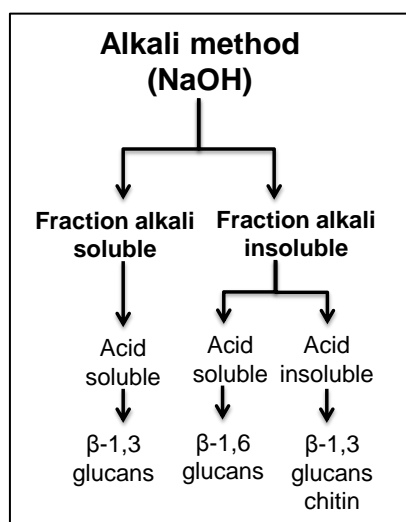 Alkali method
(NaOH)
Fraction alkali
soluble
Fraction alkali
insoluble
Acid
soluble
Acid
soluble
Acid
insoluble
β-1,3
glucans
β-1,6
glucans
β-1,3
glucans
chitin